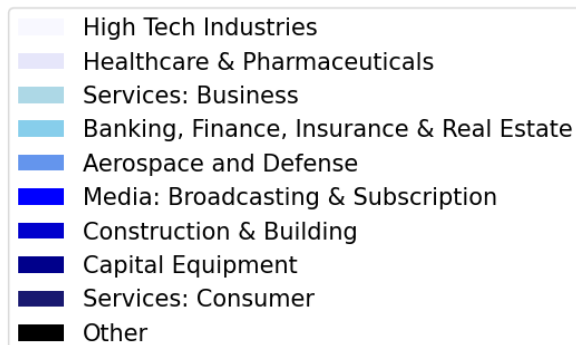 High Tech Industries
Healthcare & Pharmaceuticals
Services: Business
Banking, Finance, Insurance & Real Estate
Aerospace and Defense
Media: Broadcasting & Subscription
Construction & Building
Capital Equipment
Services: Consumer
Other